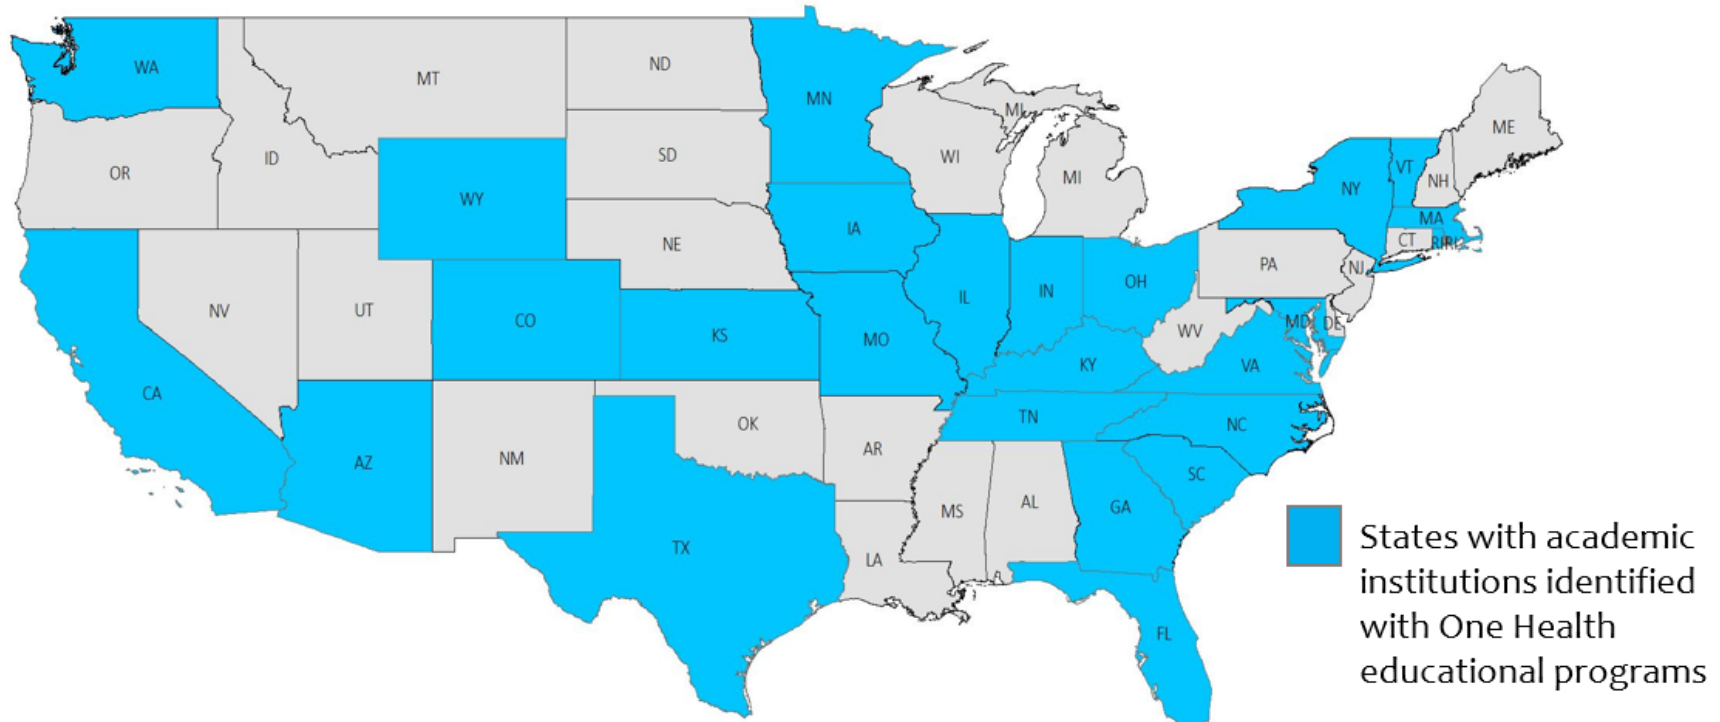 WA
MT
ND
MN
MI
ME
OR
ID
SD
WI
MI
VT
NH
WY
NY
MA
IA
NE
CT
RI
RI
PA
NJ
NV
UT
CO
KS
MO
IL
IN
OH
WV
MD
DE
CA
KY
VA
AZ
NM
OK
AR
TN
NC
TX
LA
MS
AL
GA
SC
FL
States with academic
institutions identified
with One Health
educational programs